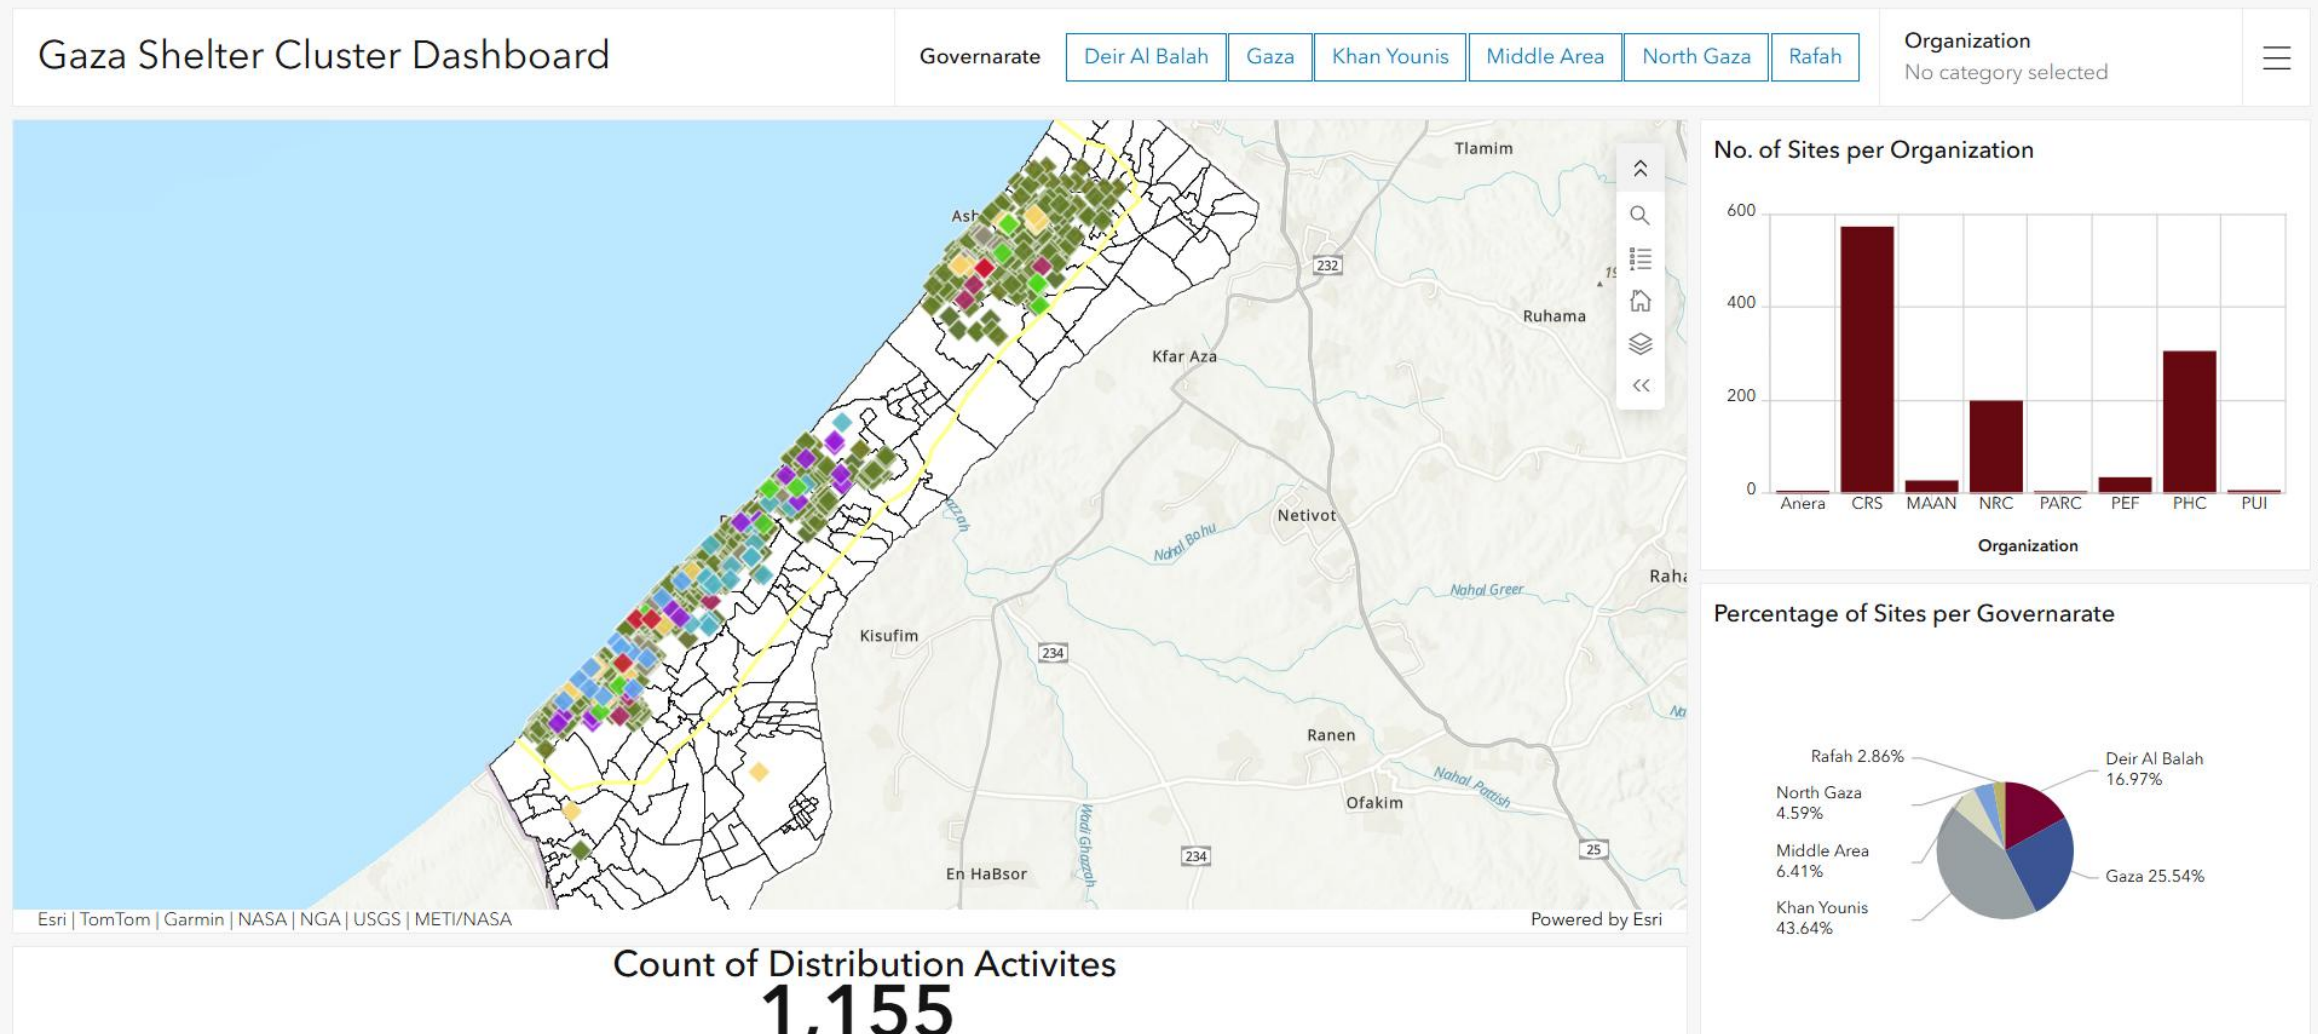 Gaza Shelter Cluster Dashboard
Governarate
Deir Al Balah
Gaza
Khan Younis
Middle Area
North Gaza
Rafah
Organization
No category selected
Tlamim
232
Ruhama
Kfar Aza
Netivot
Nahal Bohu
Nahal Greer
Kisufim
234
Ranen
Nahal Pattish
Ofakim
Wadi Ghazzah
234
25
En HaBsor
Esri | TomTom | Garmin | NASA | NGA | USGS | METI/NASA
Powered by Esri
Count of Distribution Activites
1,155
No. of Sites per Organization
600
400
200
0
Anera CRS MAAN NRC PARC PEF PHC PUI
Organization
Percentage of Sites per Governarate
Rafah 2.86%
Deir Al Balah
16.97%
North Gaza
4.59%
Middle Area
6.41%
Gaza 25.54%
Khan Younis
43.64%